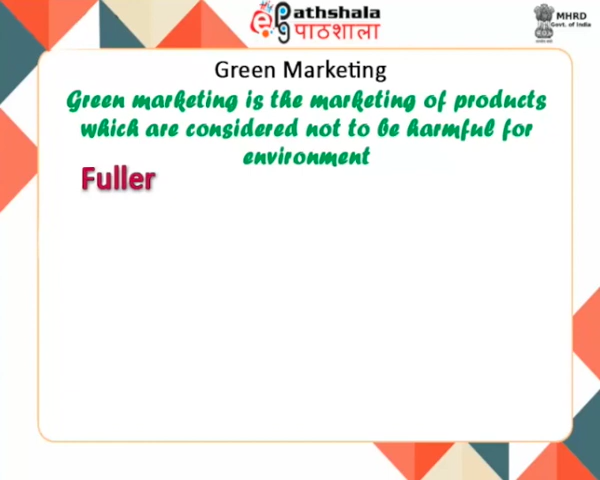 ePathshala
पाठशाला
MHRD
Govt. of India
Green Marketing
Green marketing is the marketing of products
which are considered not to be harmful for
environment
Fuller